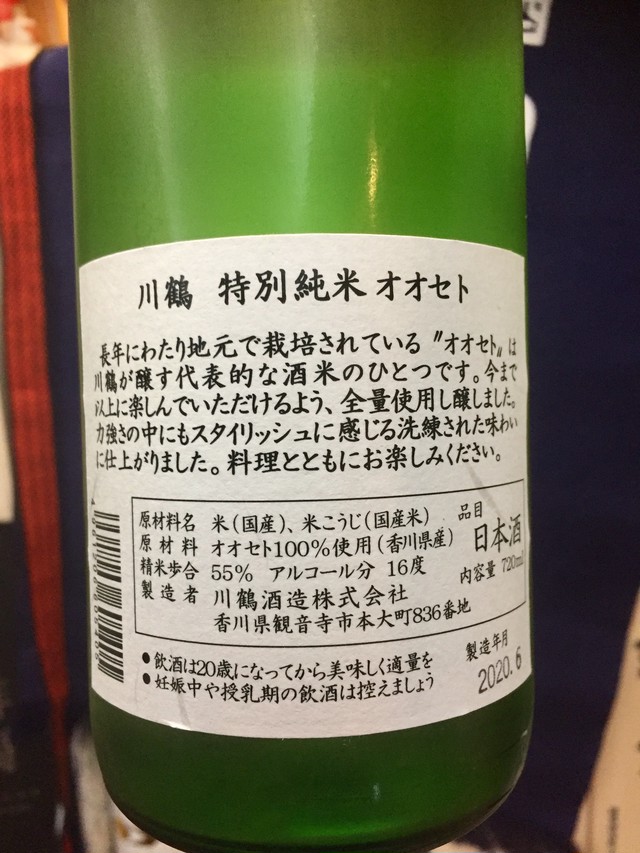 川鶴 特別純米 オオセト
長年にわたり地元で栽培されている〝オオセト〟は
川鶴が醸す代表的な酒米のひとつです。今まで
以上に楽しんでいただけるよう、全量使用し醸しました。
力強さの中にもスタイリッシュに感じる洗練された味わい
に仕上がりました。料理とともにお楽しみください。
原材料名 米(国産)、米こうじ(国産米)
原材料 オオセト100%使用(香川県産)
精米歩合 55% アルコール分 16度
製造者 川鶴酒造株式会社
香川県観音寺市本大町836番地
品目
日本酒
内容量 720ml
●飲酒は20歳になってから美味しく適量を
●妊娠中や授乳期の飲酒は控えましょう
製造年月
2020.6